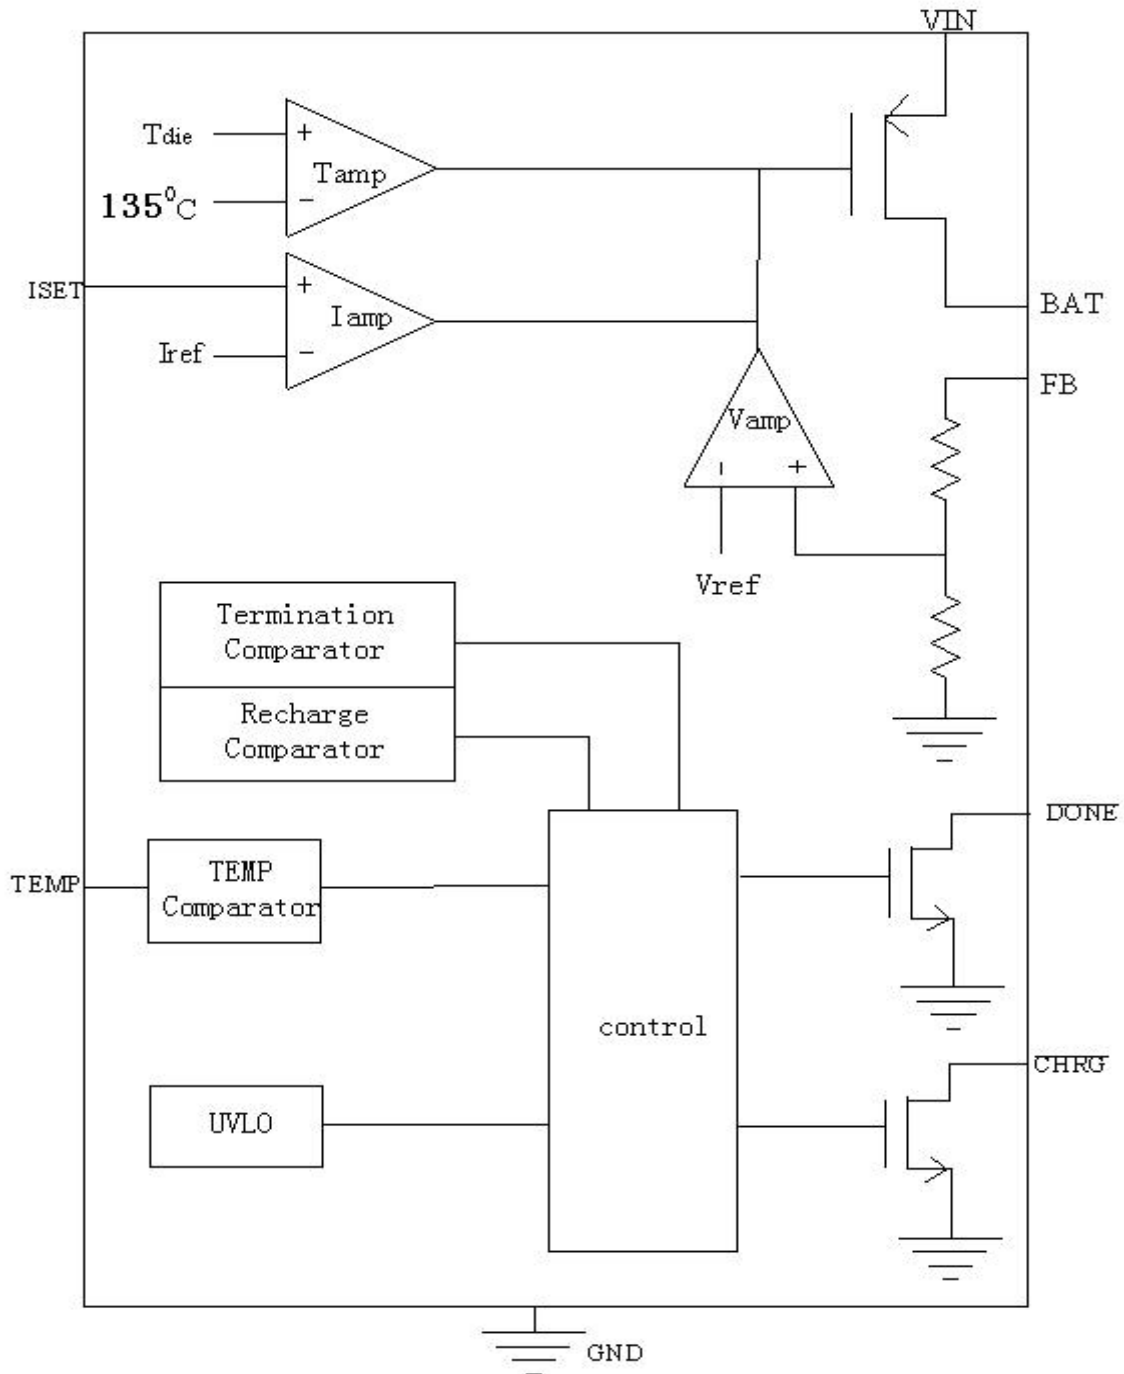 VIN
Tdie
+
Tamp
135⁰C
−
ISET
+
Iamp
Iref
−
BAT
FB
Vamp
− +
Vref
Termination
Comparator
Recharge
Comparator
DONE
TEMP
TEMP
Comparator
control
CHRG
UVLO
GND